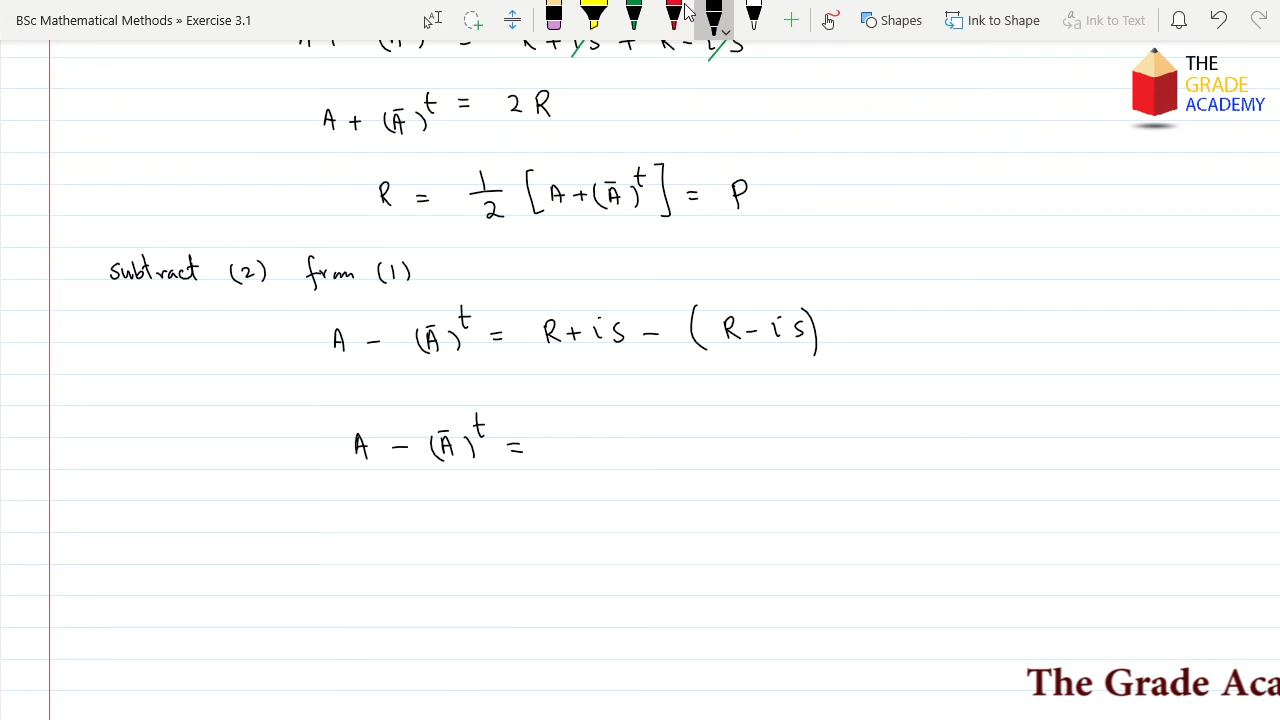 BSc Mathematical Methods » Exercise 3.1
Shapes
Ink to Shape
Ink to Text
THE
GRADE
ACADEMY
A + (Ā)^t = 2R
R = 1/2 [A + (Ā)^t] = P
subtract (2) from (1)
A - (Ā)^t = R + iS - (R - iS)
A - (Ā)^t =
The Grade Aca